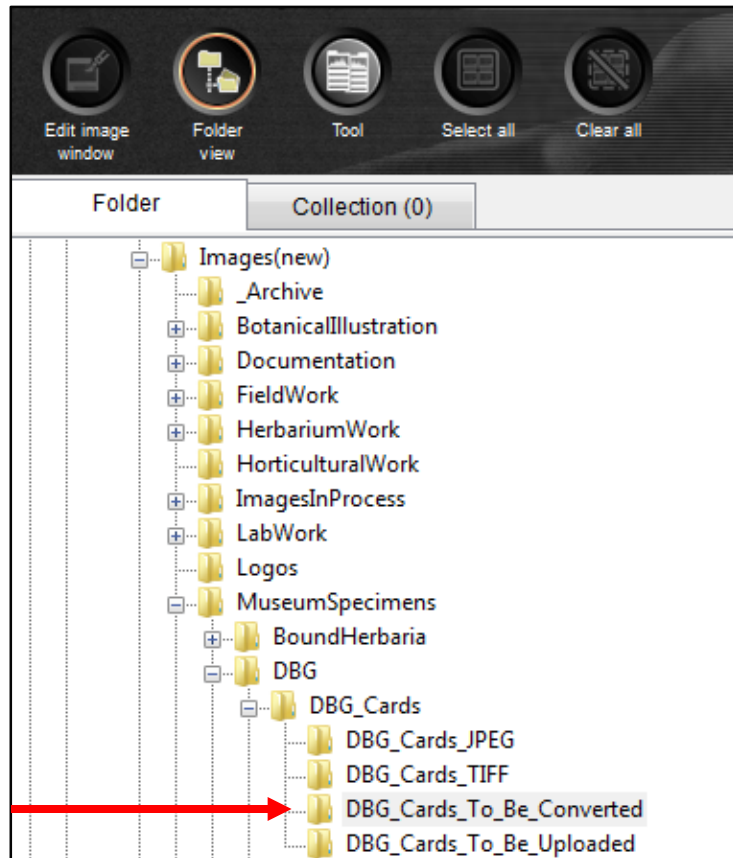 Edit image
window
Folder
view
Tool
Select all
Clear all
Folder
Collection (0)
Images(new)
_Archive
BotanicalIllustration
Documentation
FieldWork
HerbariumWork
HorticulturalWork
ImagesInProcess
LabWork
Logos
MuseumSpecimens
BoundHerbaria
DBG
DBG_Cards
DBG_Cards_JPEG
DBG_Cards_TIFF
DBG_Cards_To_Be_Converted
DBG_Cards_To_Be_Uploaded